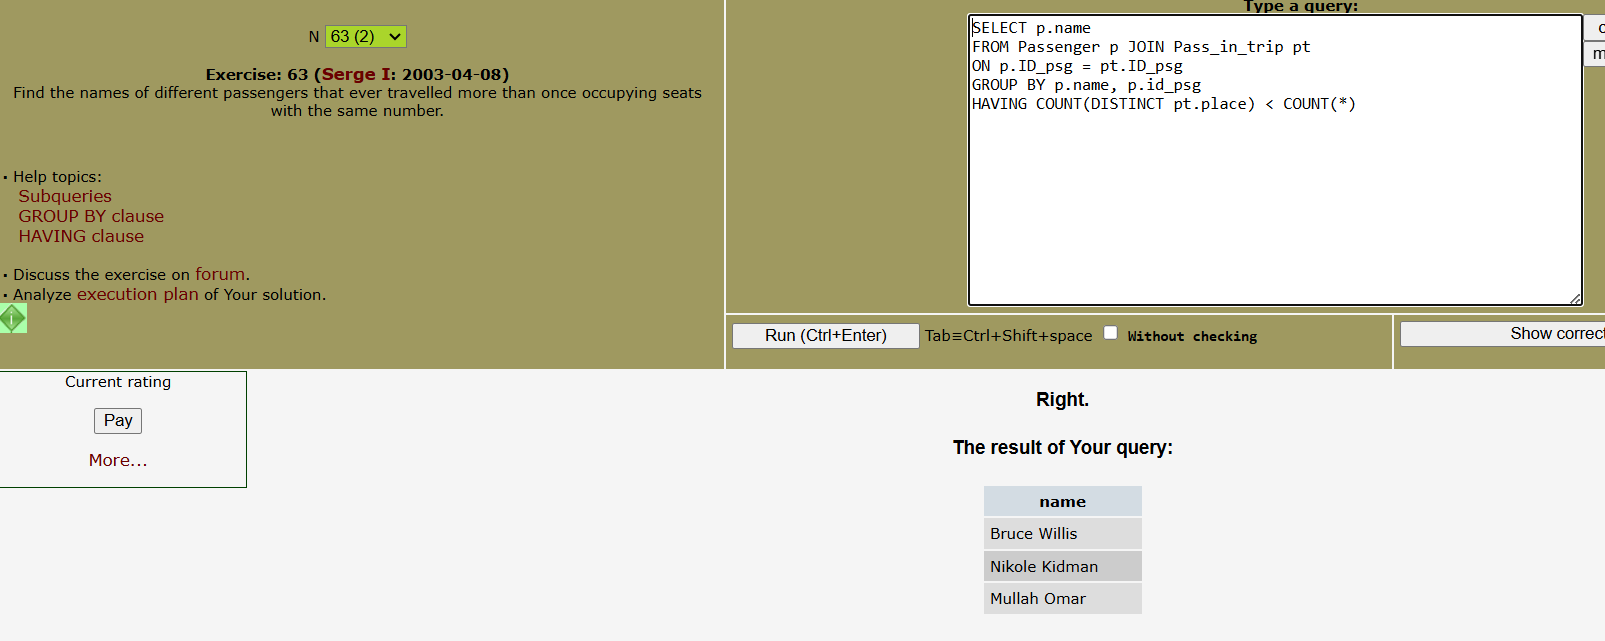 N 63 (2)
Exercise: 63 (Serge I: 2003-04-08)
Find the names of different passengers that ever travelled more than once occupying seats
with the same number.
▪ Help topics:
Subqueries
GROUP BY clause
HAVING clause
▪ Discuss the exercise on forum.
▪ Analyze execution plan of Your solution.
Type a query:
SELECT p.name
FROM Passenger p JOIN Pass_in_trip pt
ON p.ID_psg = pt.ID_psg
GROUP BY p.name, p.id_psg
HAVING COUNT(DISTINCT pt.place) < COUNT(*)
Run (Ctrl+Enter) Tab≡Ctrl+Shift+space Without checking
Show correct
Current rating
Pay
More...
Right.
The result of Your query:
name
Bruce Willis
Nikole Kidman
Mullah Omar